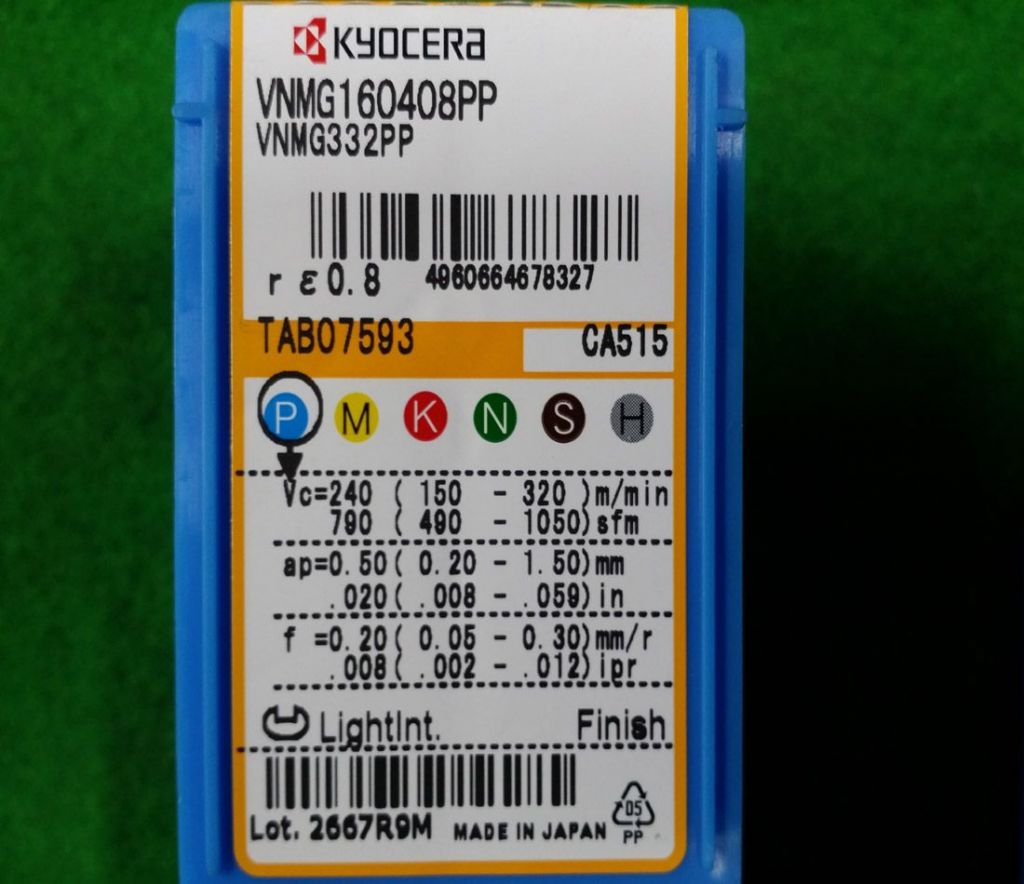 KYOCERA
VNMG160408PP
VNMG332PP
rε0.8 4960664678327
TAB07593 CA515
P M K N S H
Vc=240 ( 150 - 320 )m/min
790 ( 490 - 1050)sfm
ap=0.50( 0.20 - 1.50)mm
.020( .008 - .059)in
f =0.20( 0.05 - 0.30)mm/r
.008( .002 - .012)ipr
LightInt. Finish
05
Lot. 2667R9M MADE IN JAPAN PP